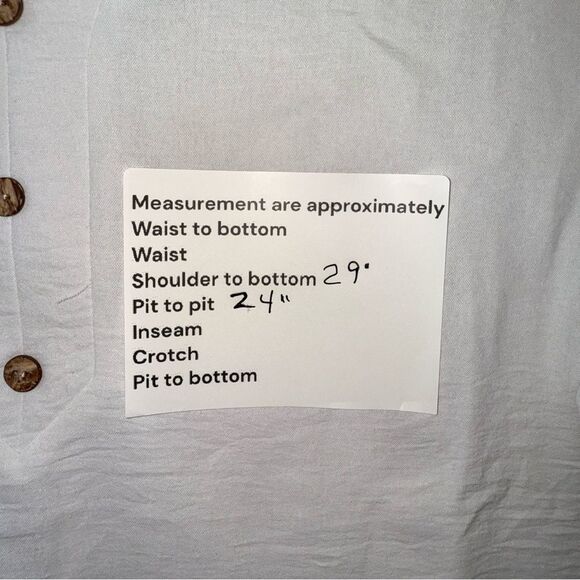 Measurement are approximately
Waist to bottom
Waist
Shoulder to bottom 29"
Pit to pit 24"
Inseam
Crotch
Pit to bottom